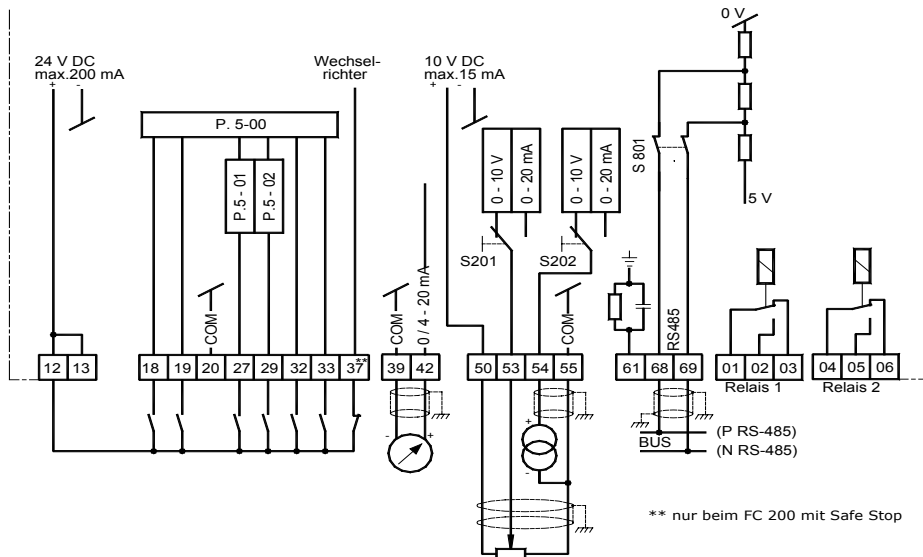 0 V
24 V DC
max.200 mA
+ -
Wechsel-
richter
10 V DC
max.15 mA
+ -
P. 5-00
P.5 - 01
P.5 - 02
0 - 10 V
0 - 20 mA
0 - 10 V
0 - 20 mA
S 801
5 V
S201
S202
COM
COM
0 / 4 - 20 mA
COM
RS485
12 13
18 19 20 27 29 32 33 37**
39 42
50 53 54 55
61 68 69
01 02 03
04 05 06
Relais 1
Relais 2
- +
+
-
BUS
(P RS-485)
(N RS-485)
** nur beim FC 200 mit Safe Stop